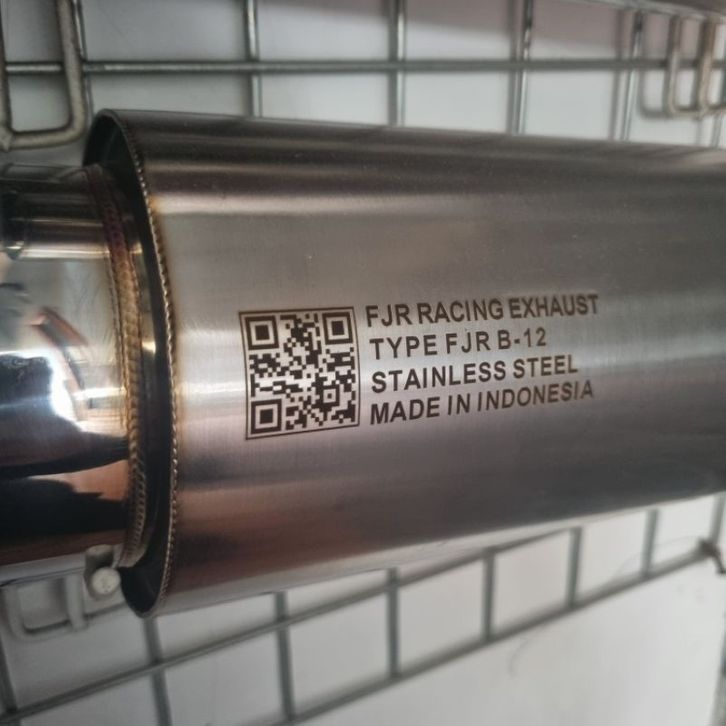 FJR RACING EXHAUST
TYPE FJR B-12
STAINLESS STEEL
MADE IN INDONESIA